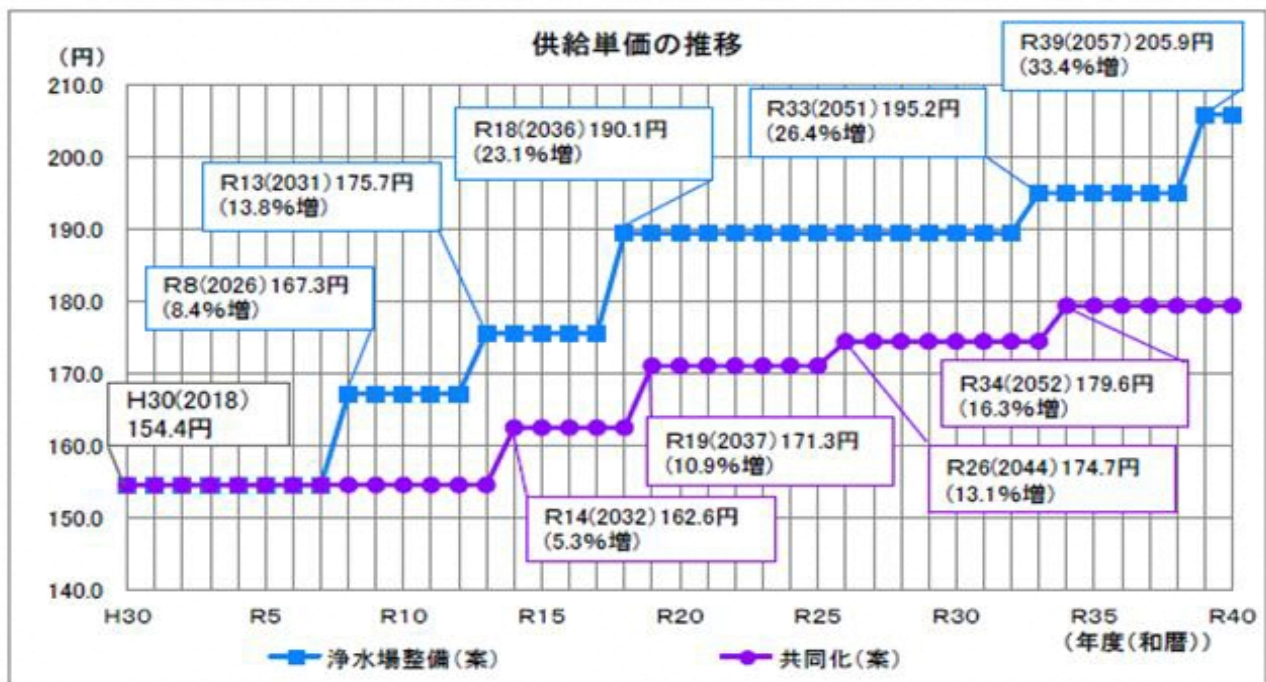 供給単価の推移
(円)
210.0
200.0
190.0
180.0
170.0
160.0
150.0
140.0
R39(2057)205.9円
(33.4%増)
R33(2051)195.2円
(26.4%増)
R18(2036)190.1円
(23.1%増)
R13(2031)175.7円
(13.8%増)
R8(2026)167.3円
(8.4%増)
H30(2018)
154.4円
R34(2052)179.6円
(16.3%増)
R19(2037)171.3円
(10.9%増)
R26(2044)174.7円
(13.1%増)
R14(2032)162.6円
(5.3%増)
H30 R5 R10 R15 R20 R25 R30 R35 R40
(年度(和暦))
浄水場整備(案) 共同化(案)